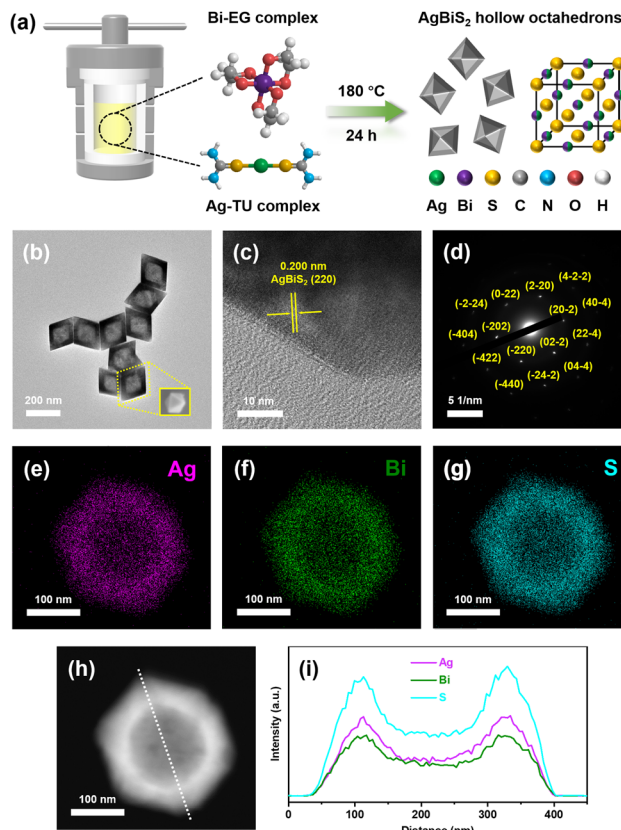 (a)
Bi-EG complex
AgBiS₂ hollow octahedrons
180 °C
24 h
Ag-TU complex
Ag Bi S C N O H
(b)
200 nm
(c)
0.200 nm
AgBiS₂ (220)
10 nm
(d)
(4-2-2)
(2-20)
(0-22)
(-2-24)
(40-4)
(20-2)
(-404)
(-202)
(22-4)
(02-2)
(-220)
(-422)
(04-4)
(-24-2)
(-440)
5 1/nm
(e)
Ag
100 nm
(f)
Bi
100 nm
(g)
S
100 nm
(h)
100 nm
(i)
Ag
Bi
S
Intensity (a.u.)
0 100 200 300 400 500
Distance (nm)